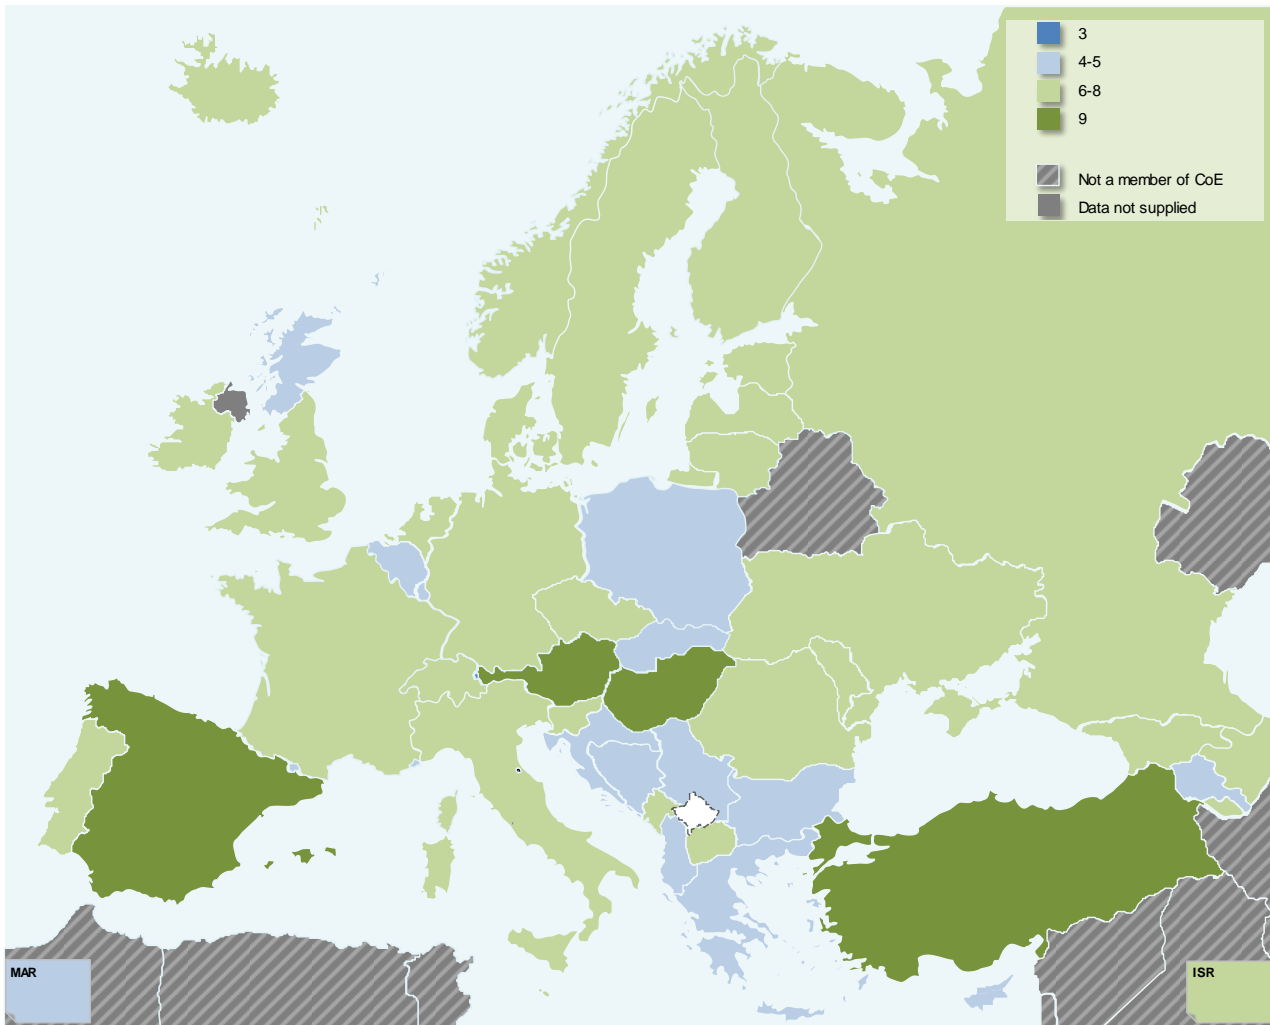 3
4-5
6-8
9
Not a member of CoE
Data not supplied
MAR
ISR